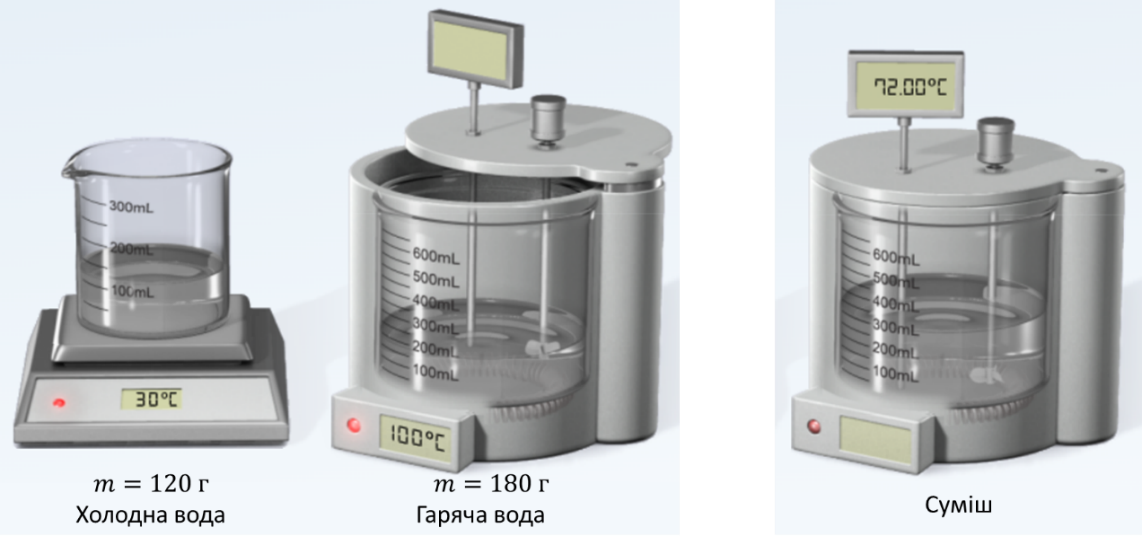 300mL
200mL
100mL
30°C
m = 120 г
Холодна вода
600mL
500mL
400mL
300mL
200mL
100mL
100°C
m = 180 г
Гаряча вода
72.00°C
600mL
500mL
400mL
300mL
200mL
100mL
Суміш